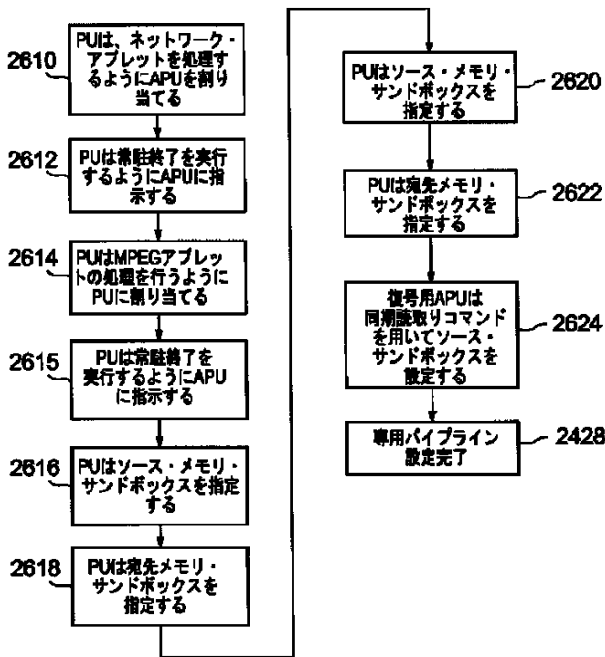 2610
PUは、ネットワーク・
アプレットを処理す
るようにAPUを割り
当てる
2612
PUは常駐終了を実行
するようにAPUに指
示する
2614
PUはMPEGアプレッ
トの処理を行うように
PUに割り当てる
2615
PUは常駐終了を
実行するようにAPU
に指示する
2616
PUはソース・メモリ・
サンドボックスを指定
する
2618
PUは宛先メモリ・
サンドボックスを
指定する
PUはソース・メモリ・
サンドボックスを
指定する
2620
PUは宛先メモリ・
サンドボックスを
指定する
2622
復号用APUは
同期読取りコマンド
を用いてソース・
サンドボックスを
設定する
2624
専用パイプライン
設定完了
2428